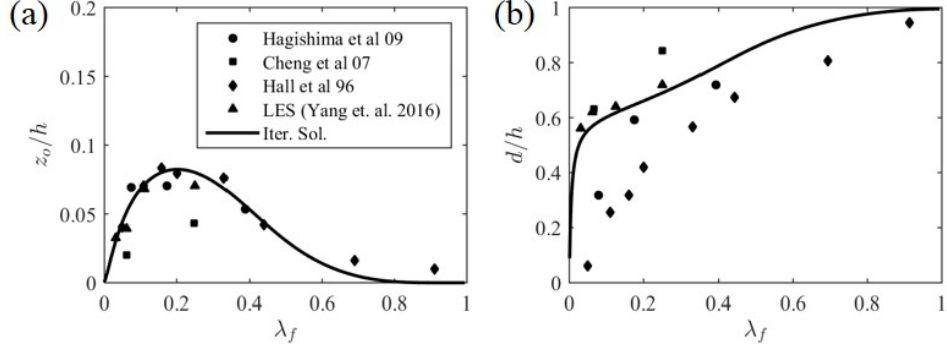 (a)
0.2
0.15
0.1
0.05
0
z_o/h
0 0.2 0.4 0.6 0.8 1
λ_f
Hagishima et al 09
Cheng et al 07
Hall et al 96
LES (Yang et. al. 2016)
Iter. Sol.
(b)
1
0.8
0.6
0.4
0.2
0
d/h
0 0.2 0.4 0.6 0.8 1
λ_f